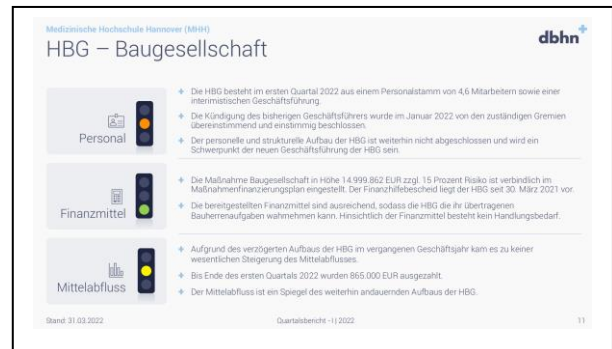 Medizinische Hochschule Hannover (MHH)
HBG – Baugesellschaft
dbhn
Personal
Die HBG besteht im ersten Quartal 2022 aus einem Personalstamm von 4,6 Mitarbeitern sowie einer
interimistischen Geschäftsführung.
Die Kündigung des bisherigen Geschäftsführers wurde im Januar 2022 von den zuständigen Gremien
übereinstimmend und einstimmig beschlossen.
Der personelle und strukturelle Aufbau der HBG ist weiterhin nicht abgeschlossen und wird ein
Schwerpunkt der neuen Geschäftsführung der HBG sein.
Finanzmittel
Die Maßnahme Baugesellschaft in Höhe 14.999.862 EUR zzgl. 15 Prozent Risiko ist verbindlich im
Maßnahmenfinanzierungsplan eingestellt. Der Finanzhilfebescheid liegt der HBG seit 30. März 2021 vor.
Die bereitgestellten Finanzmittel sind ausreichend, sodass die HBG die ihr übertragenen
Bauherrenaufgaben wahrnehmen kann. Hinsichtlich der Finanzmittel besteht kein Handlungsbedarf.
Mittelabfluss
Aufgrund des verzögerten Aufbaus der HBG im vergangenen Geschäftsjahr kam es zu keiner
wesentlichen Steigerung des Mittelabflusses.
Bis Ende des ersten Quartals 2022 wurden 865.000 EUR ausgezahlt.
Der Mittelabfluss ist ein Spiegel des weiterhin andauernden Aufbaus der HBG.
Stand: 31.03.2022
Quartalsbericht - I | 2022
11